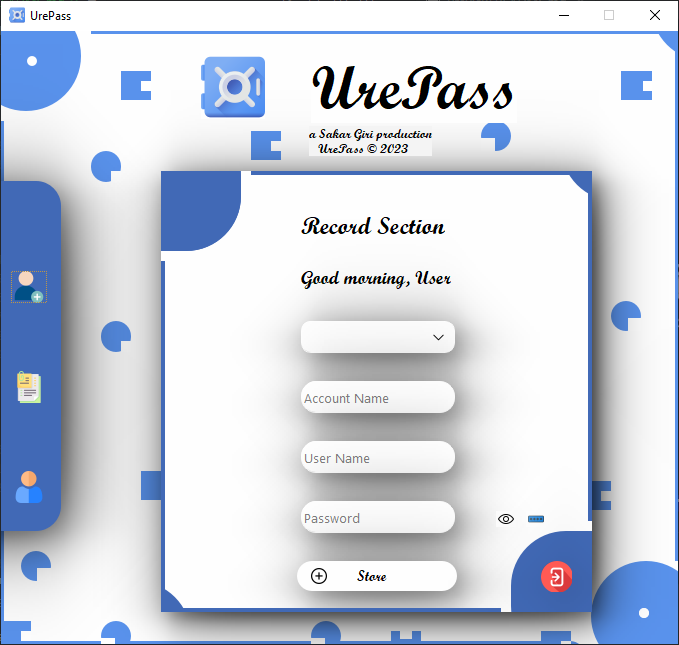 UrePass
UrePass
a Sakar Giri production
UrePass © 2023
Record Section
Good morning, User
Account Name
User Name
Password
Store